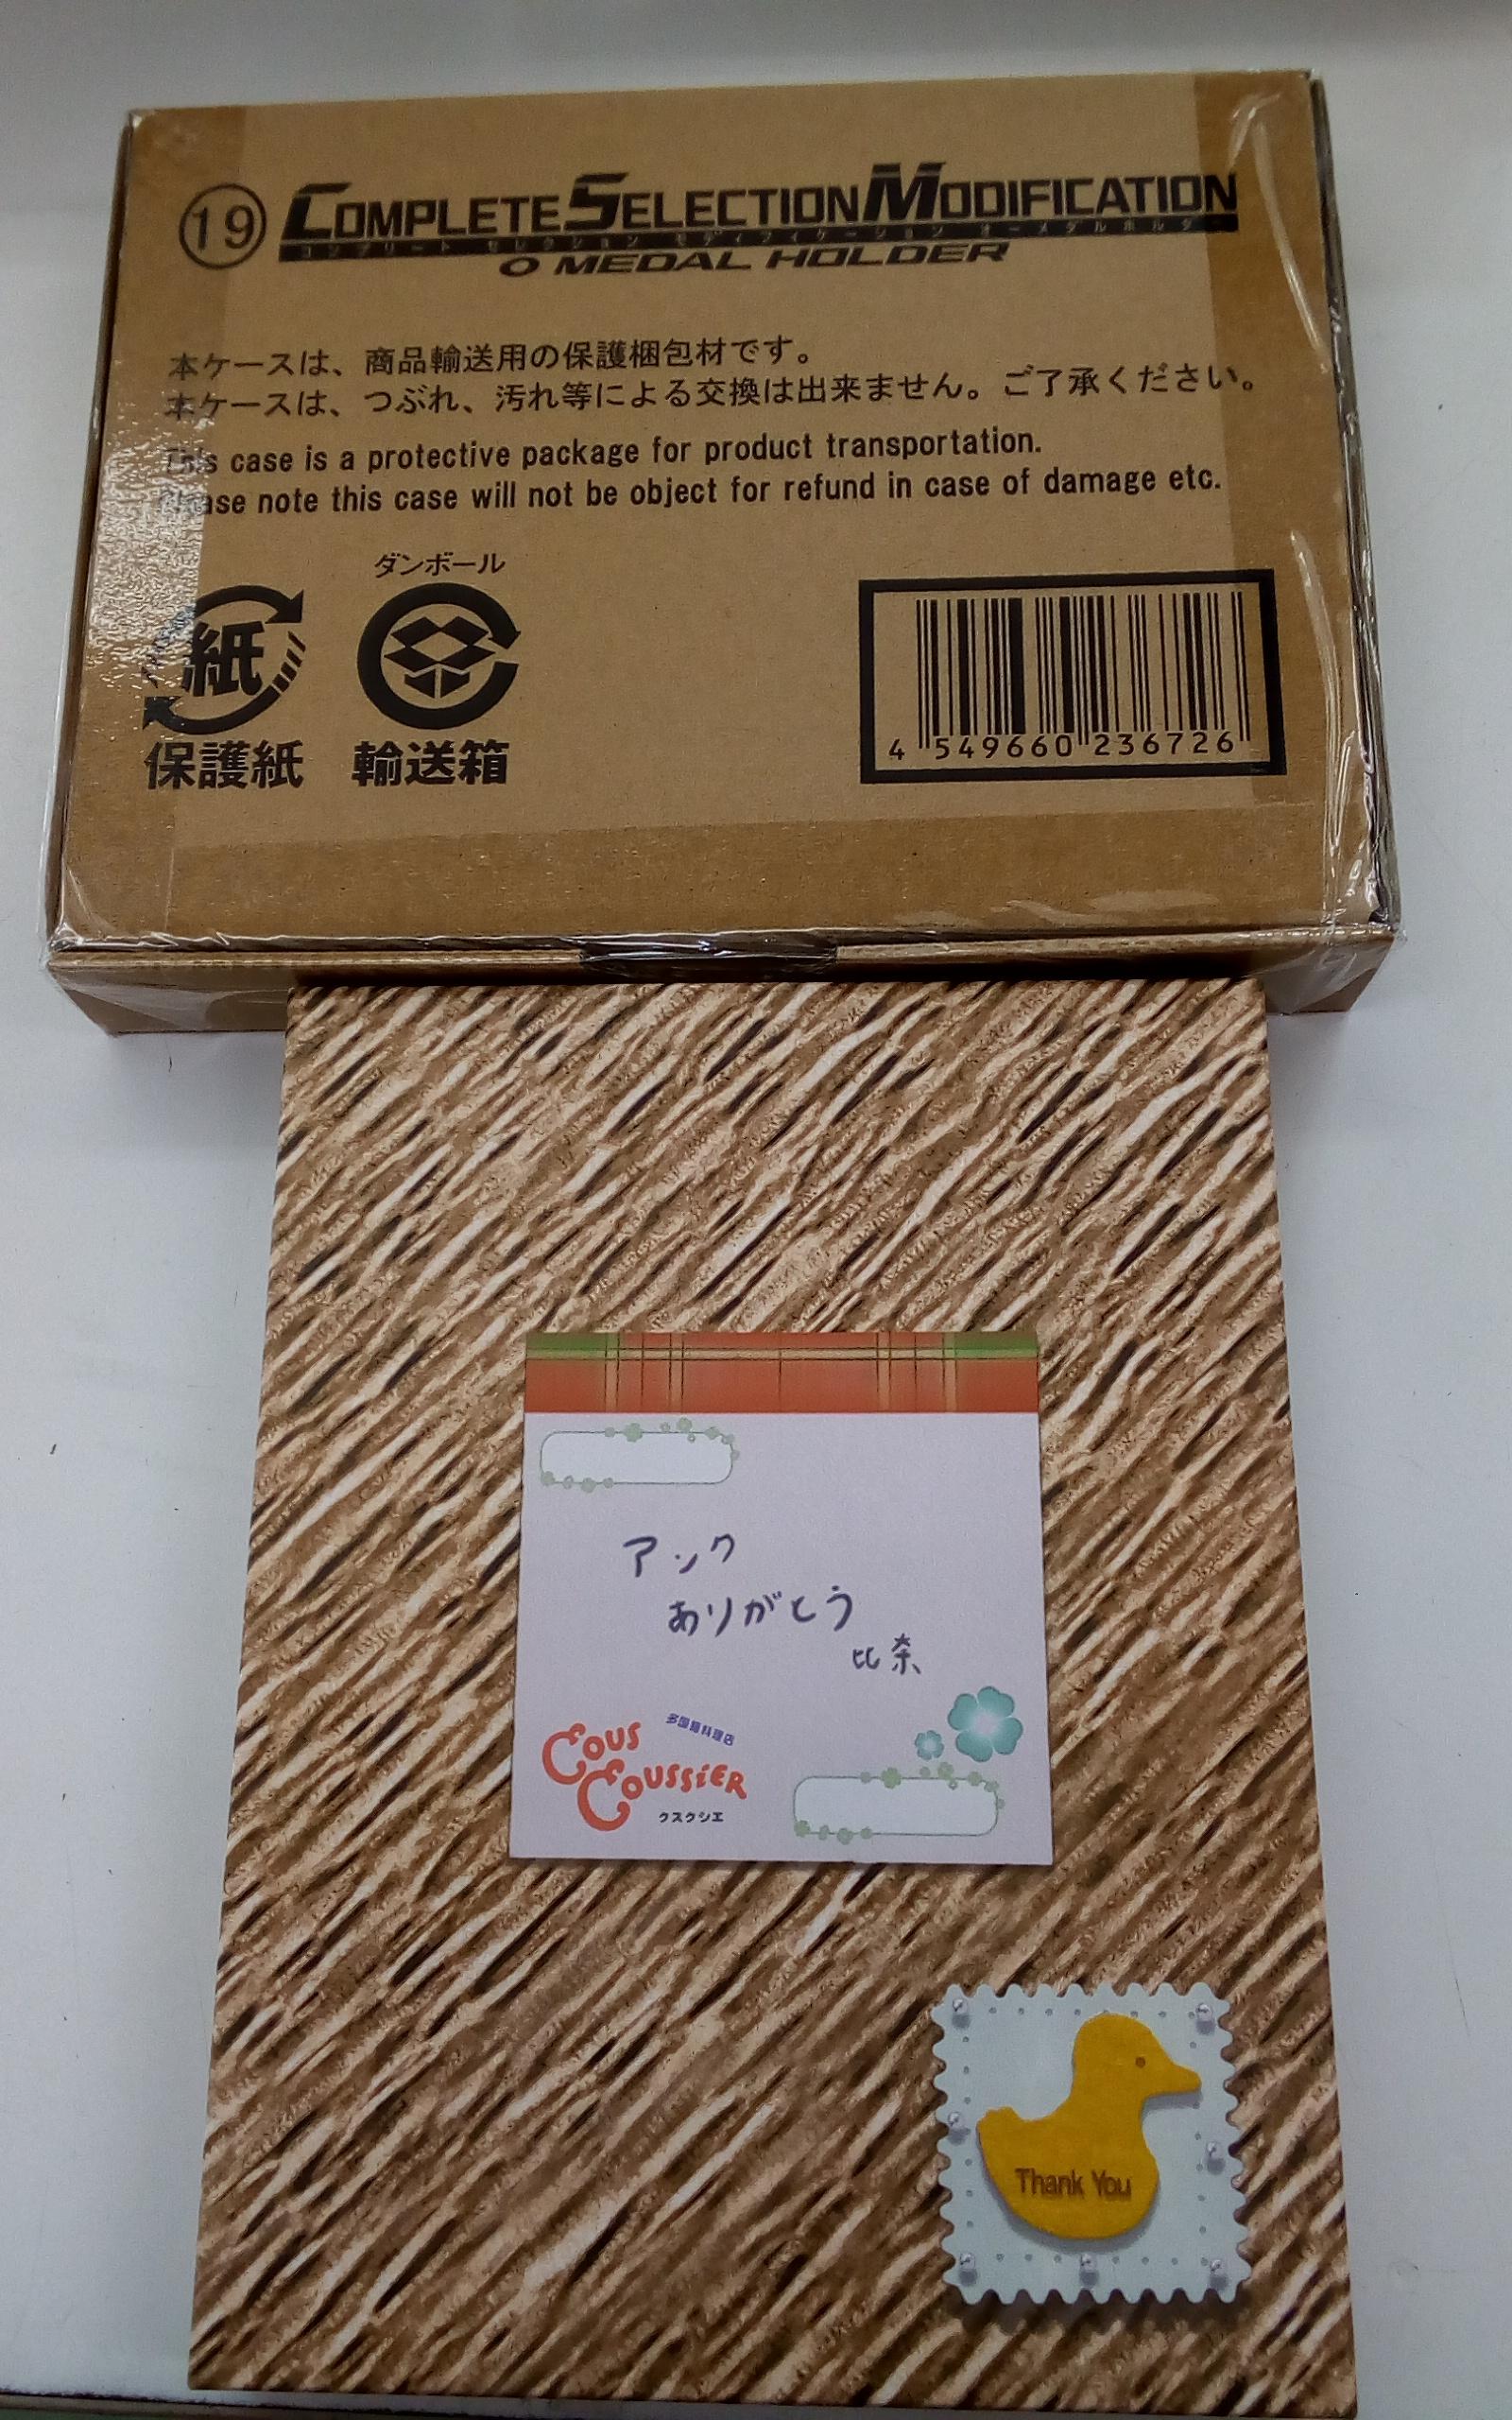 19 COMPLETE SELECTION MODIFICATION
コンプリート セレクション モディフィケーション オーメダルホルダー
O MEDAL HOLDER
本ケースは、商品輸送用の保護梱包材です。
本ケースは、つぶれ、汚れ等による交換は出来ません。ご了承ください。
This case is a protective package for product transportation.
Please note this case will not be object for refund in case of damage etc.
ダンボール
紙
保護紙
輸送箱
4 549660 236726
アンク
ありがとう
比奈
多国籍料理店
COUS
COUSSiER
クスクシエ
Thank You